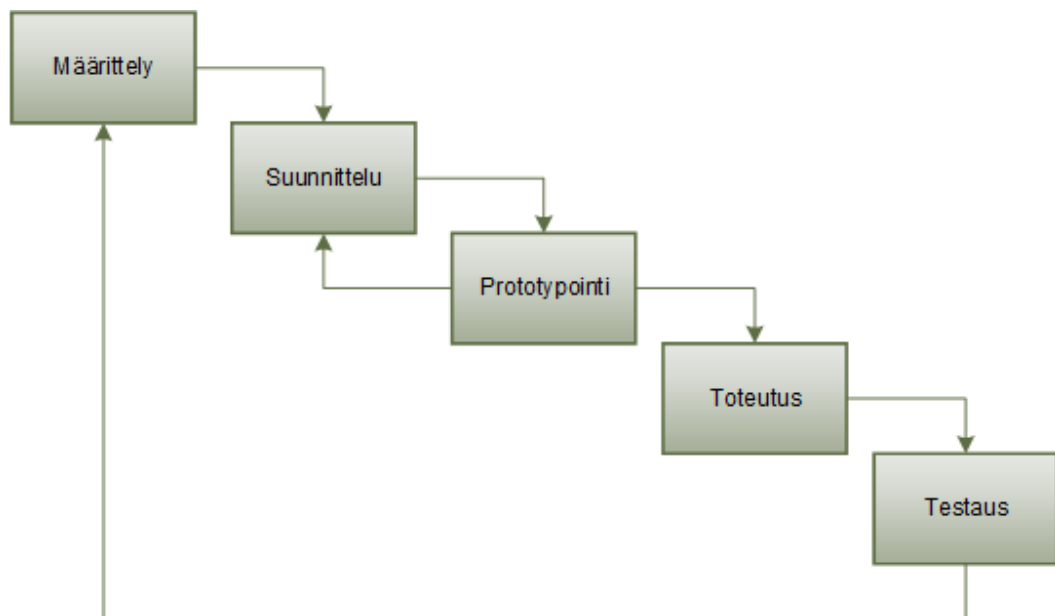 Määrittely
Suunnittelu
Prototypointi
Toteutus
Testaus